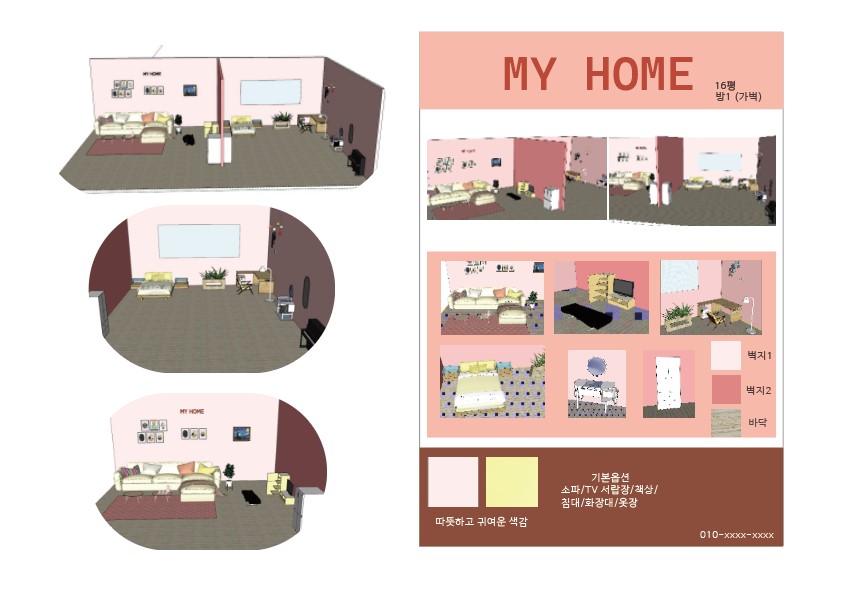 MY HOME
MY HOME
MY HOME
16평
방1 (가벽)
벽지1
벽지2
바닥
기본옵션
소파/TV 서랍장/책상/
침대/화장대/옷장
따뜻하고 귀여운 색감
010-xxxx-xxxx